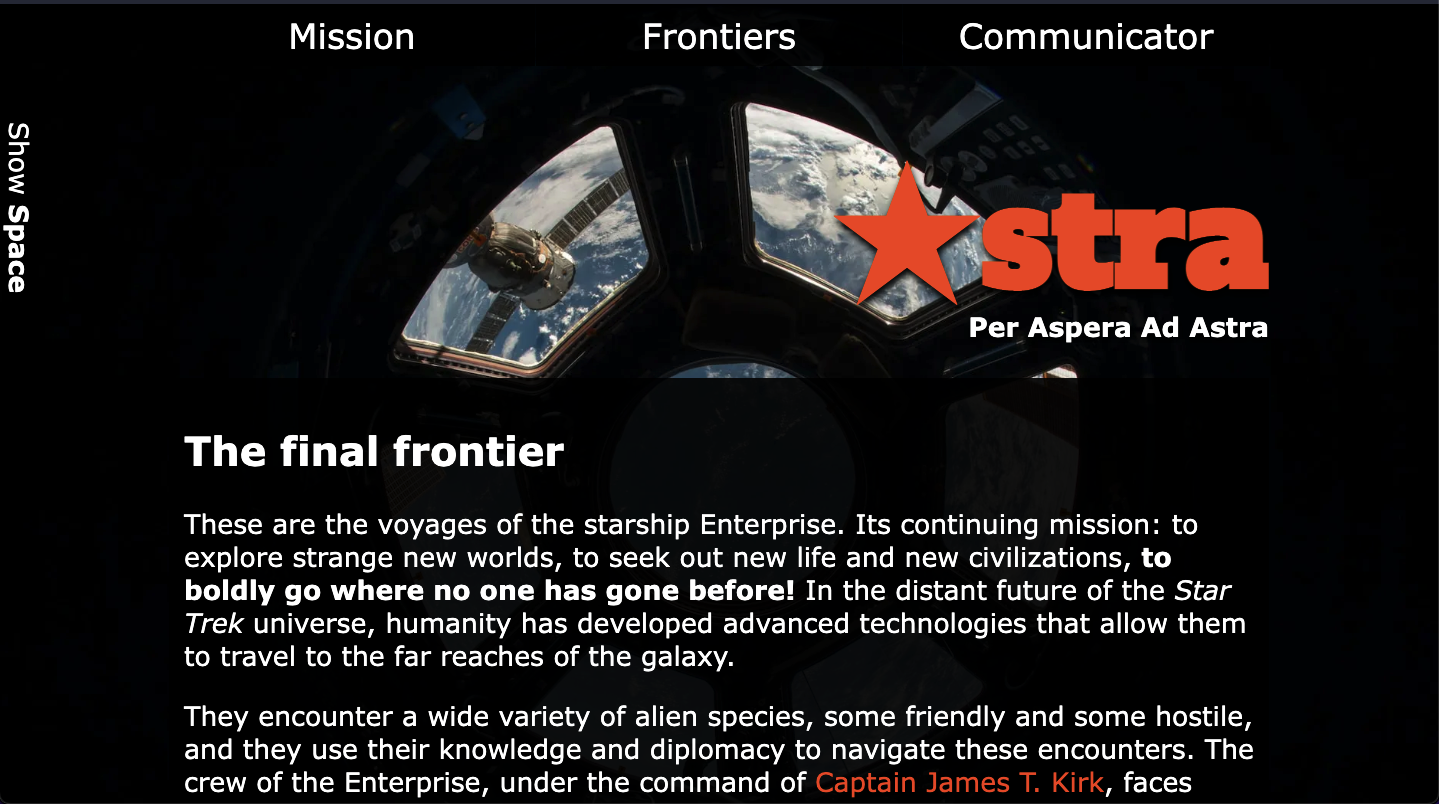 Mission Frontiers Communicator
Show Space
★stra
Per Aspera Ad Astra
The final frontier
These are the voyages of the starship Enterprise. Its continuing mission: to
explore strange new worlds, to seek out new life and new civilizations, to
boldly go where no one has gone before! In the distant future of the Star
Trek universe, humanity has developed advanced technologies that allow them
to travel to the far reaches of the galaxy.
They encounter a wide variety of alien species, some friendly and some hostile,
and they use their knowledge and diplomacy to navigate these encounters. The
crew of the Enterprise, under the command of Captain James T. Kirk, faces